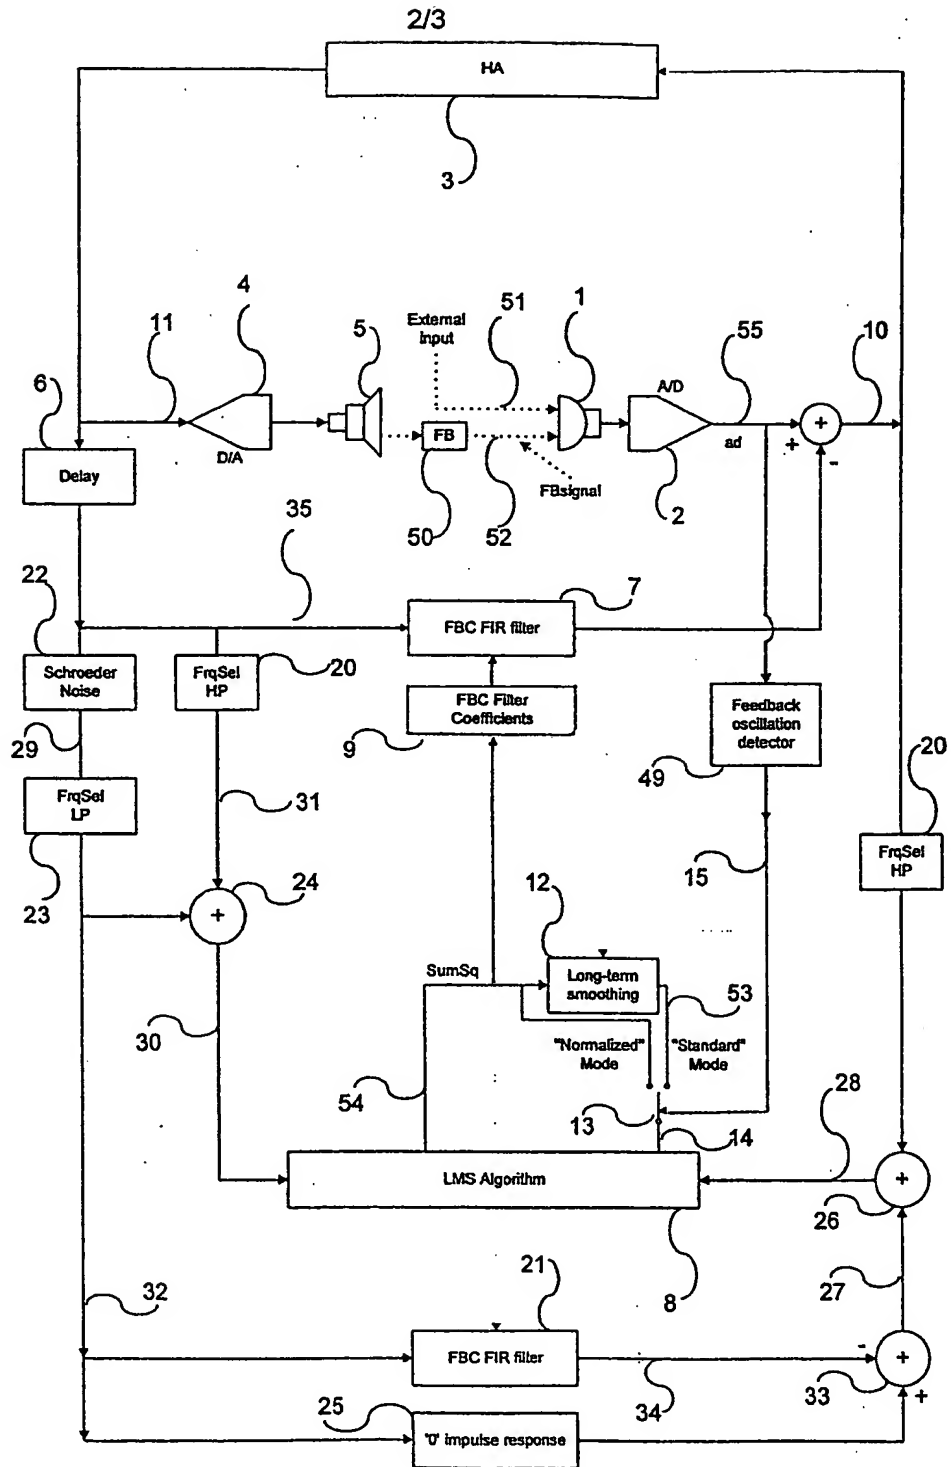 2/3
HA
3
4
11
5
External
Input
51
1
55
10
6
A/D
D/A
FB
ad
+
+
-
Delay
FBsignal
50
52
2
35
22
7
FBC FIR filter
Schroeder
Noise
FrqSel
HP
20
FBC Filter
Coefficients
Feedback
oscillation
detector
29
9
49
20
FrqSel
LP
31
FrqSel
HP
23
24
+
12
15
SumSq
Long-term
smoothing
53
30
"Normalized"
Mode
"Standard"
Mode
54
28
13
14
LMS Algorithm
+
26
21
8
27
32
FBC FIR filter
-
+
34
33
+
25
'0' impulse response